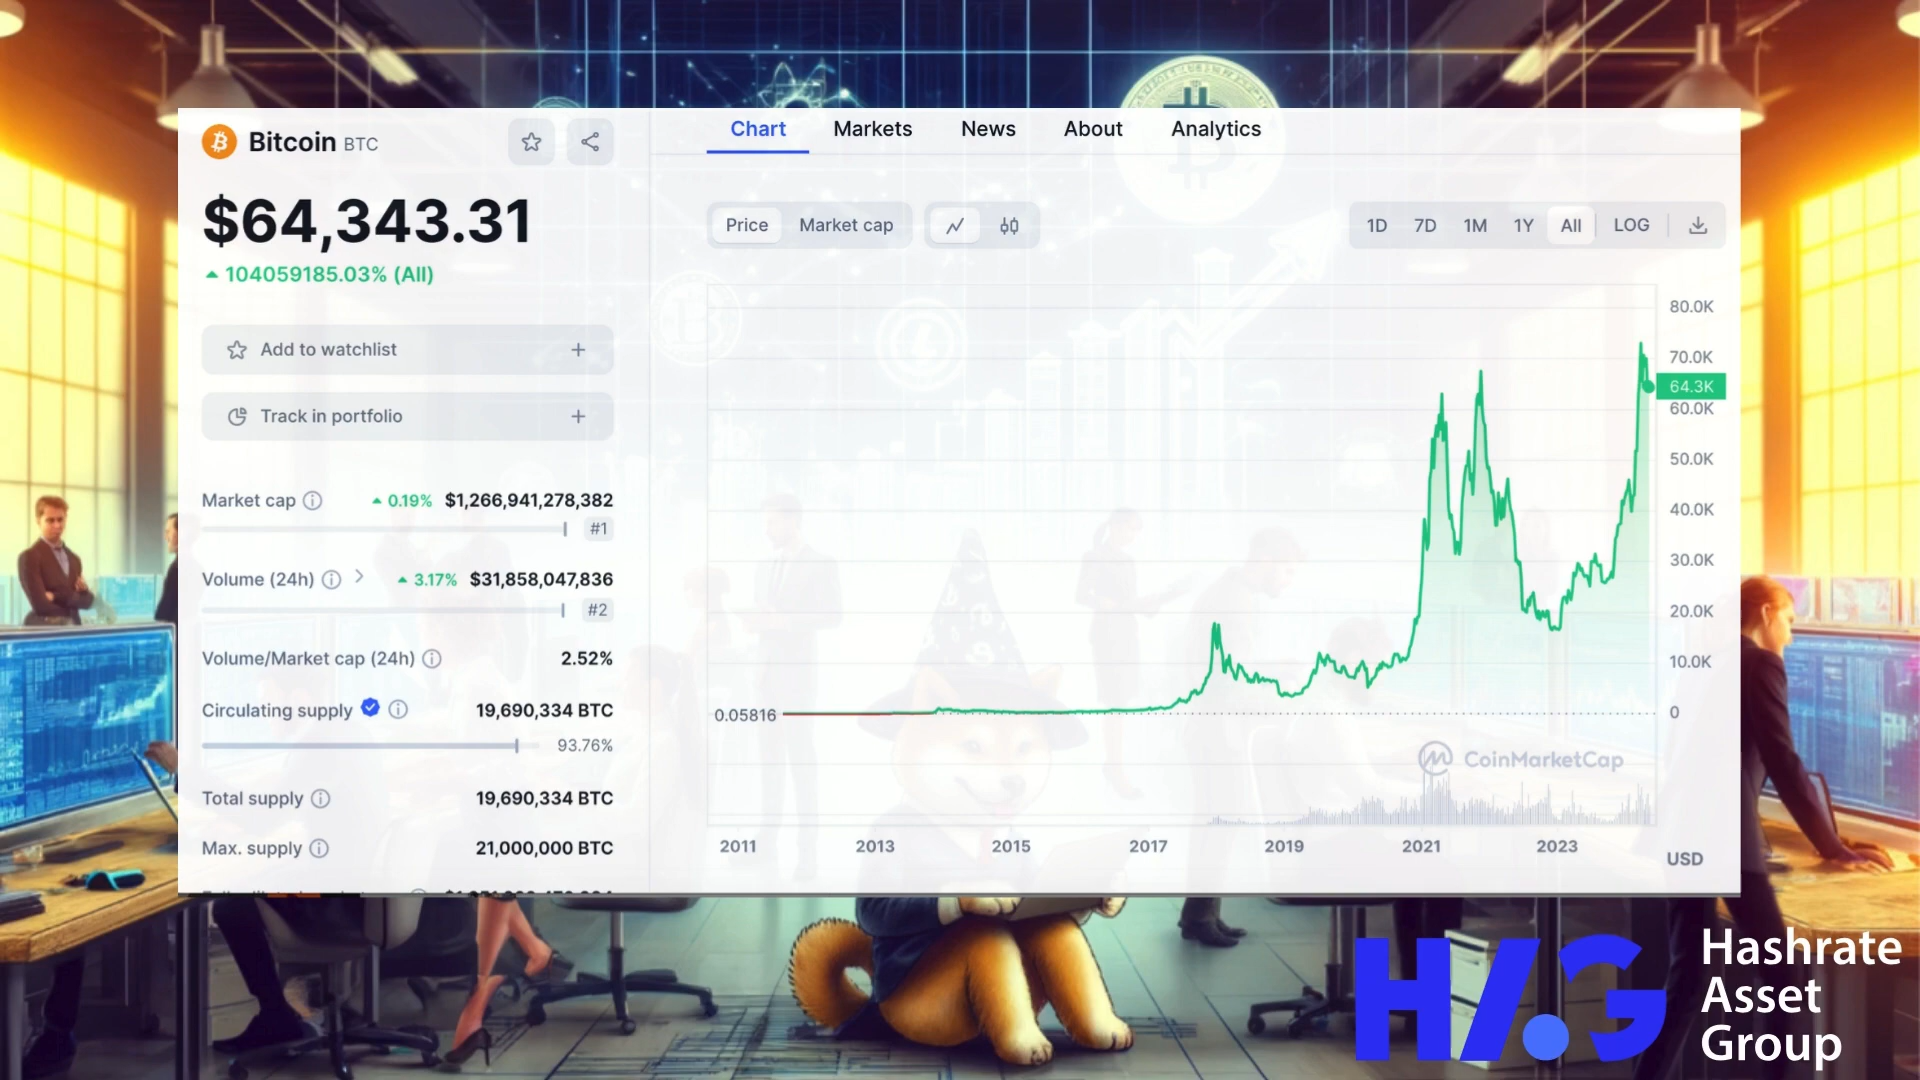 Bitcoin BTC
$64,343.31
104059185.03% (All)
Add to watchlist
Track in portfolio
Market cap 0.19% $1,266,941,278,382
#1
Volume (24h) 3.17% $31,858,047,836
#2
Volume/Market cap (24h) 2.52%
Circulating supply 19,690,334 BTC
93.76%
Total supply 19,690,334 BTC
Max. supply 21,000,000 BTC
Chart Markets News About Analytics
Price Market cap
1D 7D 1M 1Y All LOG
80.0K
70.0K
64.3K
60.0K
50.0K
40.0K
30.0K
20.0K
10.0K
0
0.05816
CoinMarketCap
2011 2013 2015 2017 2019 2021 2023
USD
Hashrate
Asset
Group